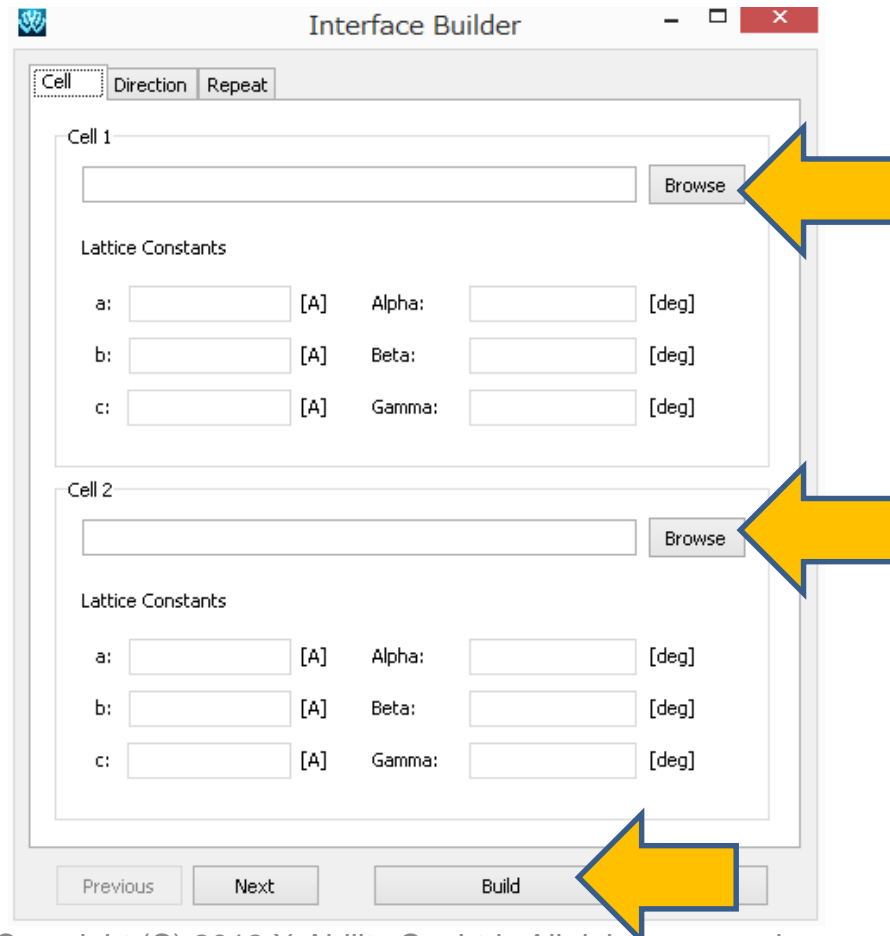 Interface Builder
Cell Direction Repeat
Cell 1
Browse
Lattice Constants
a: [A] Alpha: [deg]
b: [A] Beta: [deg]
c: [A] Gamma: [deg]
Cell 2
Browse
Lattice Constants
a: [A] Alpha: [deg]
b: [A] Beta: [deg]
c: [A] Gamma: [deg]
Previous Next Build